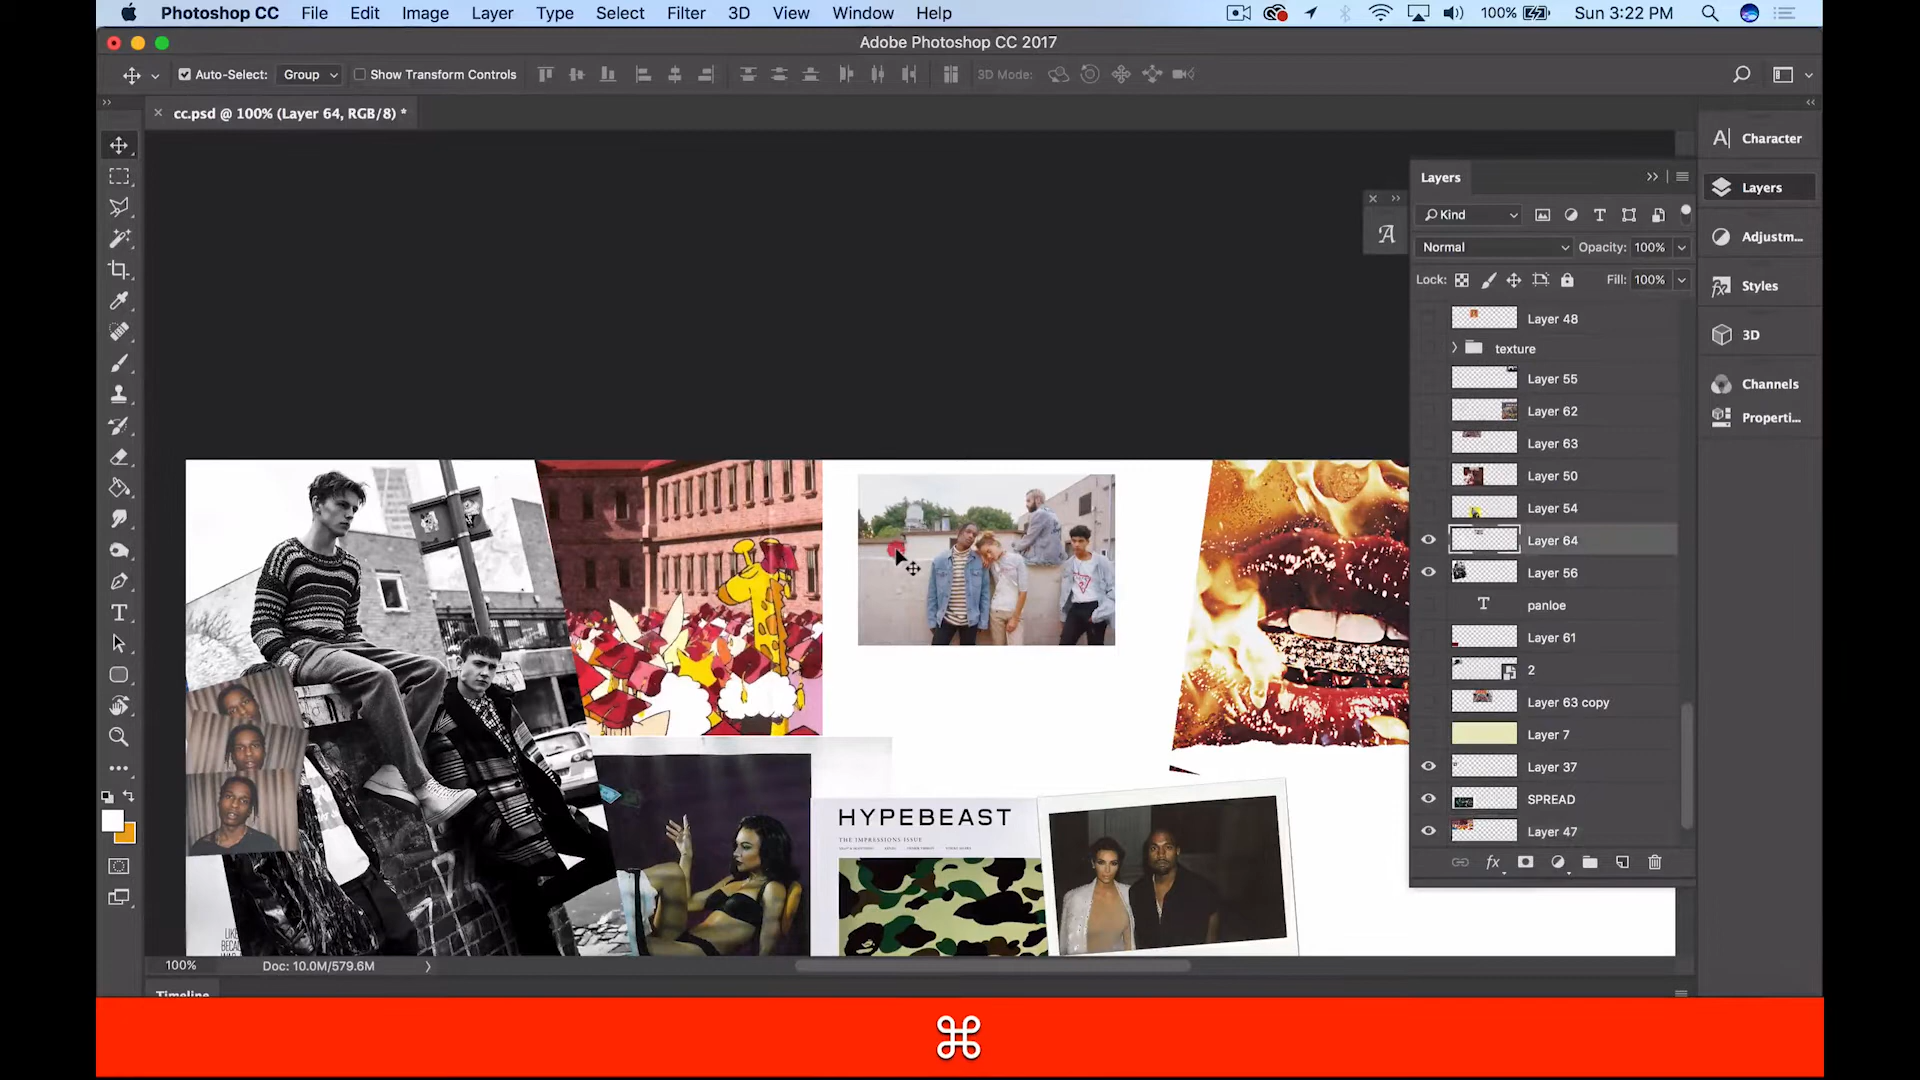 Photoshop CC File Edit Image Layer Type Select Filter 3D View Window Help 100% Sun 3:22 PM
Adobe Photoshop CC 2017
Auto-Select: Group Show Transform Controls 3D Mode:
cc.psd @ 100% (Layer 64, RGB/8) *
Character
Layers
Adjustm...
Styles
3D
Channels
Properti...
Layers
Kind
Normal Opacity: 100%
Lock: Fill: 100%
Layer 48
texture
Layer 55
Layer 62
Layer 63
Layer 50
Layer 54
Layer 64
Layer 56
panloe
Layer 61
2
Layer 63 copy
Layer 7
Layer 37
SPREAD
Layer 47
HYPEBEAST
THE IMPRESSIONS ISSUE
100% Doc: 10.0M/579.6M
Timeline
⌘